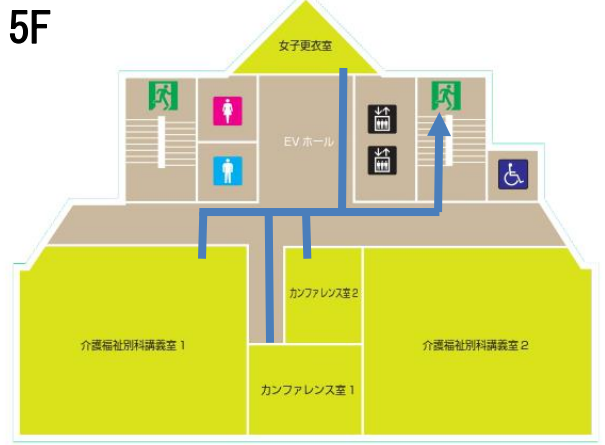 5F
女子更衣室
EVホール
カンファレンス室2
介護福祉別科講義室1
介護福祉別科講義室2
カンファレンス室1